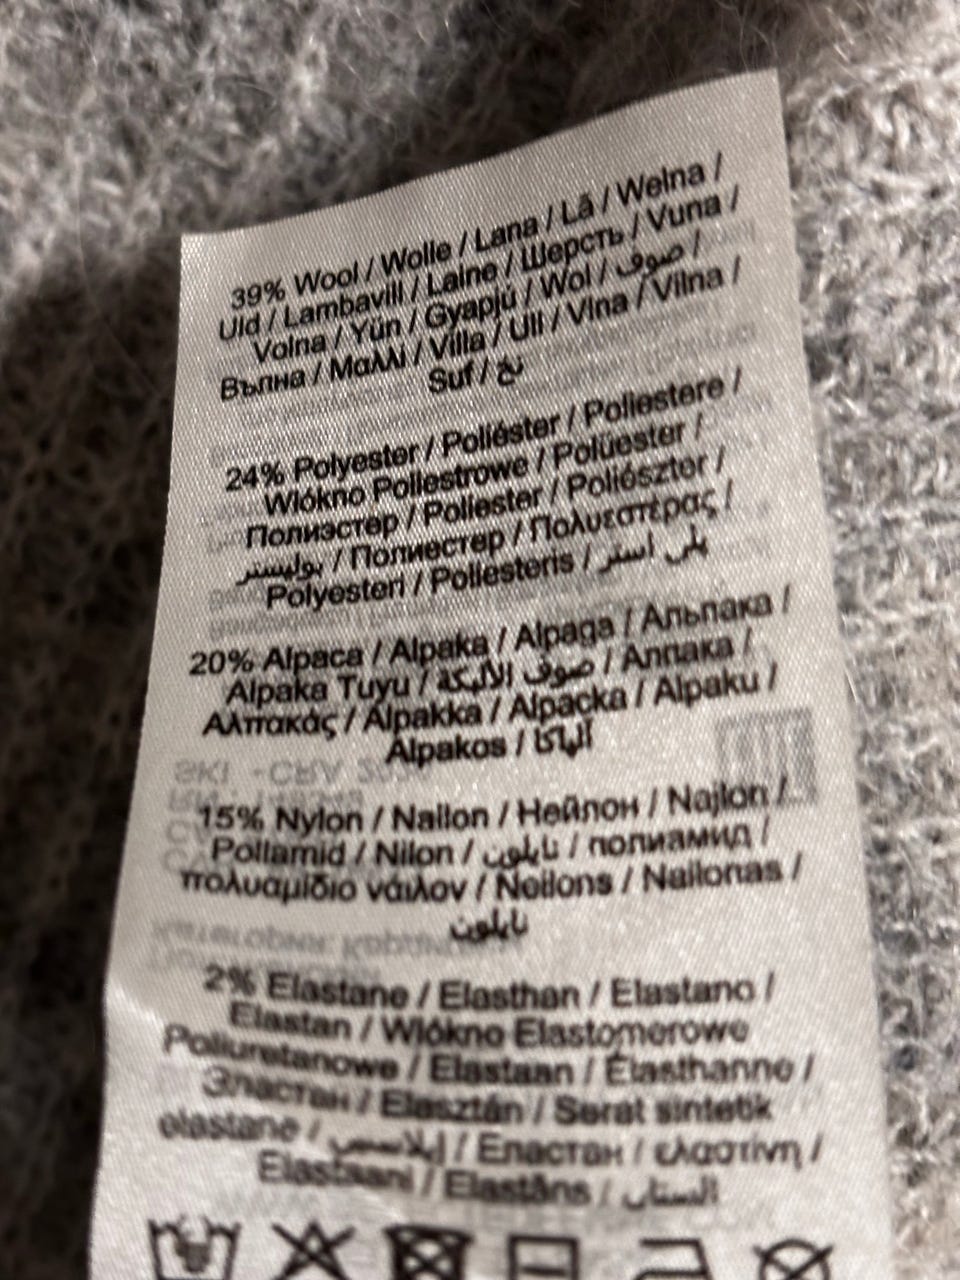 39% Wool / Wolle / Lana / Lã / Wełna /
Uld / Lambavill / Laine / Шерсть / Vuna /
Volna / Yün / Gyapjú / Wol / صوف /
Вълна / Μαλλί / Villa / Ull / Vlna / Vilna /
Suf / نخ
24% Polyester / Poliéster / Poliestere /
Włókno Poliestrowe / Polüester /
Полиэстер / Poliester / Poliészter /
بوليستر / Полиестер / Πολυεστέρας /
Polyesteri / Poliesteris / پلی استر
20% Alpaca / Alpaka / Alpaga / Альпака /
Alpaka Tuyu / صوف الألبكة / Алпака /
Αλπακάς / Alpakka / Alpacka / Alpaku /
Alpakos / آلپاکا
15% Nylon / Nailon / Нейлон / Najlon /
Poliamid / Nilon / نايلون / полиамид /
πολυαμίδιο νάιλον / Neilons / Nailonas /
نایلون
2% Elastane / Elasthan / Elastano /
Elastan / Włókno Elastomerowe
Poliuretanowe / Elastaan / Élasthanne /
Эластан / Elasztán / Serat sintetik
elastane / إيلاستين / Еластан / ελαστίνη /
Elastaani / Elastāns / الستان